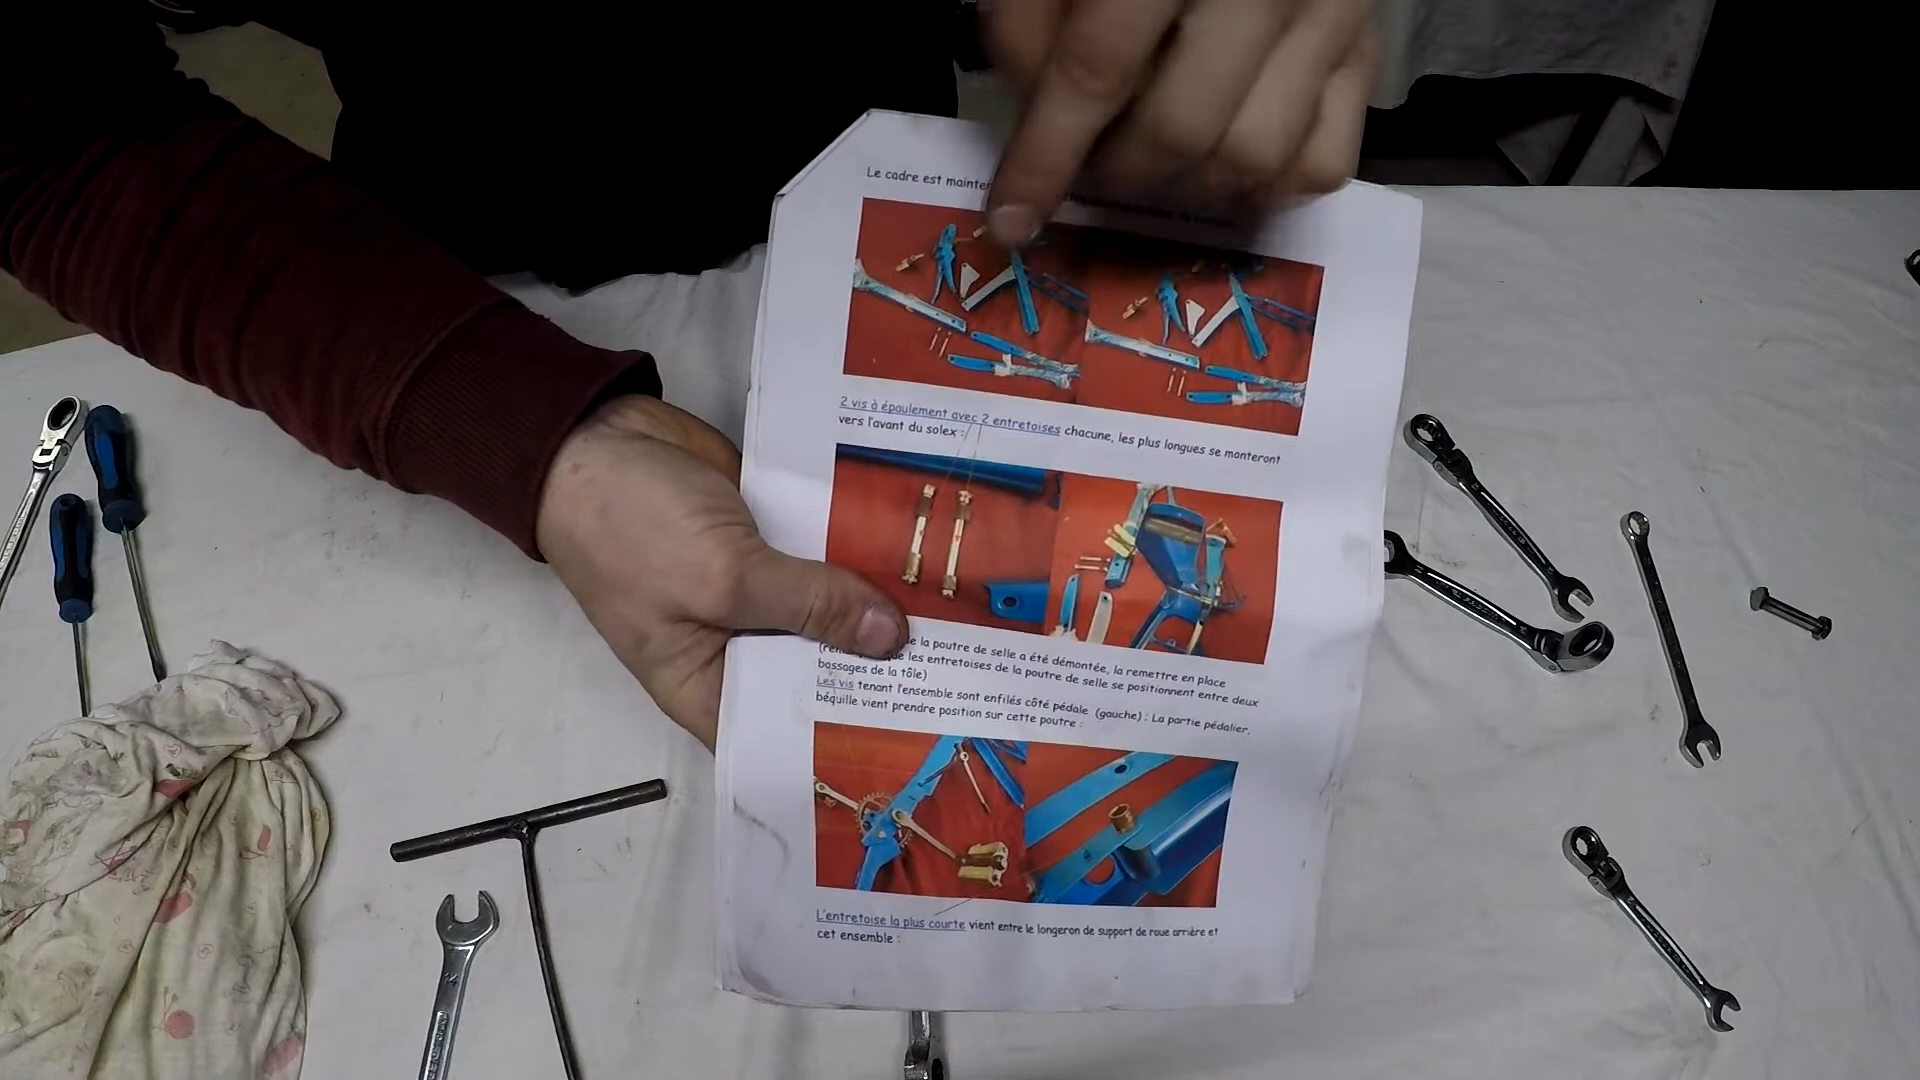 Le cadre est mainte
2 vis à épaulement avec 2 entretoises chacune, les plus longues se monteront
vers l'avant du solex :
la poutre de selle a été démontée, la remettre en place
les entretoises de la poutre de selle se positionnent entre deux
bossages de la tôle)
Les vis tenant l'ensemble sont enfilés côté pédale (gauche) : La partie pédalier,
béquille vient prendre position sur cette poutre :
L'entretoise la plus courte vient entre le longeron de support de roue arrière et
cet ensemble :